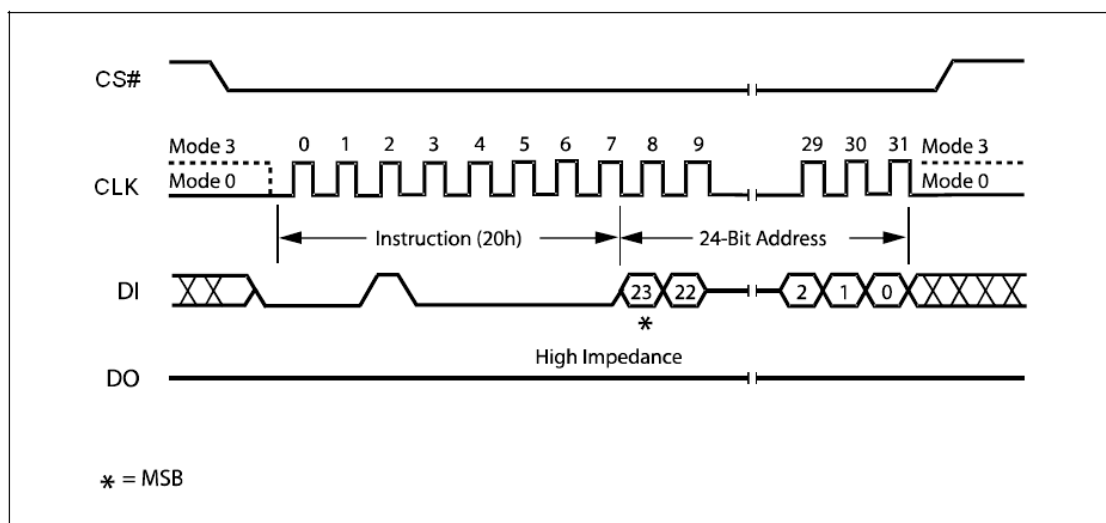 CS#
Mode 3 0 1 2 3 4 5 6 7 8 9 29 30 31 Mode 3
CLK Mode 0 Mode 0
Instruction (20h) 24-Bit Address
DI 23 22 2 1 0
*
High Impedance
DO
* = MSB